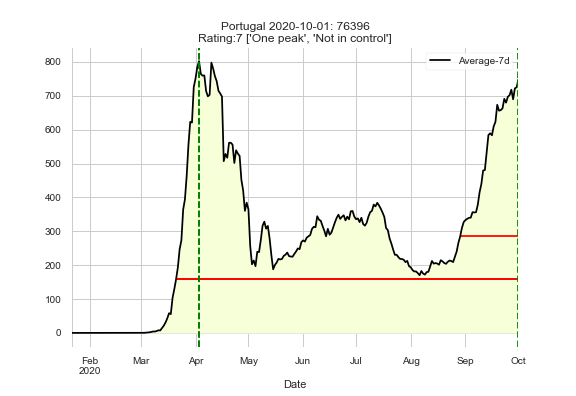 Portugal 2020-10-01: 76396
Rating:7 ['One peak', 'Not in control']
Average-7d
800
700
600
500
400
300
200
100
0
Feb Mar Apr May Jun Jul Aug Sep Oct
2020
Date